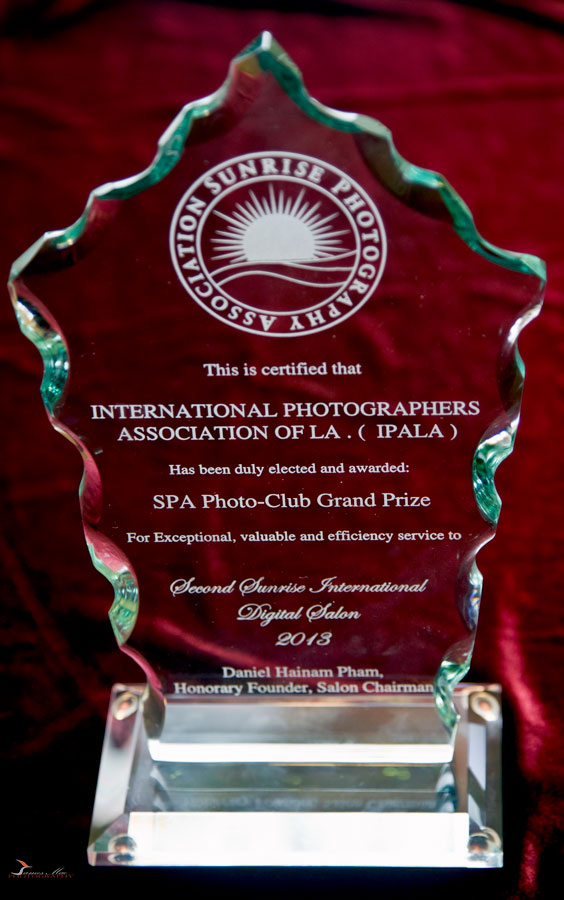 SUNRISE PHOTOGRAPHY ASSOCIATION
This is certified that
INTERNATIONAL PHOTOGRAPHERS
ASSOCIATION OF LA . ( IPALA )
Has been duly elected and awarded:
SPA Photo-Club Grand Prize
For Exceptional, valuable and efficiency service to
Second Sunrise International
Digital Salon
2013
Daniel Hainam Pham,
Honorary Founder, Salon Chairman
PHOTOGRAPHY